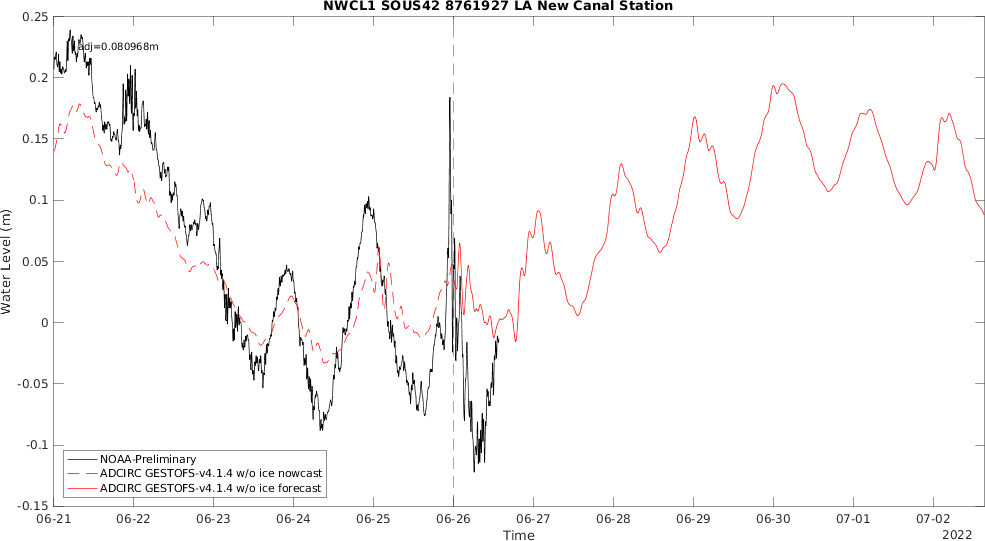 NWCL1 SOUS42 8761927 LA New Canal Station
0.25
adj=0.080968m
0.2
0.15
0.1
0.05
0
-0.05
-0.1
-0.15
Water Level (m)
NOAA-Preliminary
ADCIRC GESTOFS-v4.1.4 w/o ice nowcast
ADCIRC GESTOFS-v4.1.4 w/o ice forecast
06-21 06-22 06-23 06-24 06-25 06-26 06-27 06-28 06-29 06-30 07-01 07-02
Time
2022